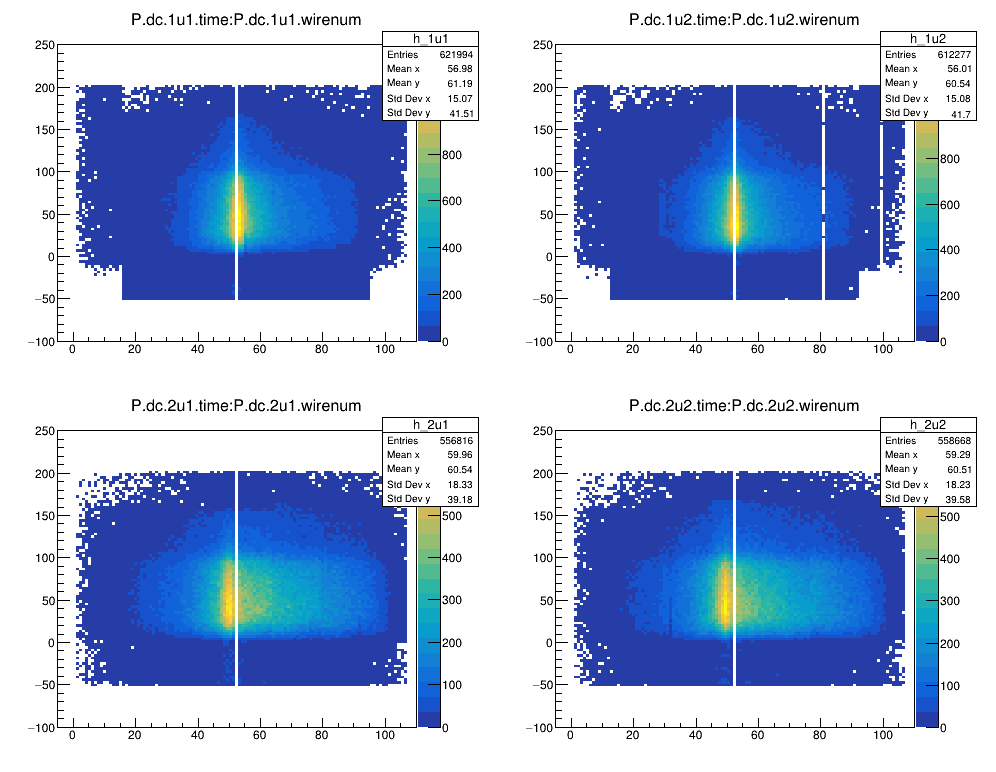 P.dc.1u1.time:P.dc.1u1.wirenum
h_1u1
Entries 621994
Mean x 56.98
Mean y 61.19
Std Dev x 15.07
Std Dev y 41.51
250
200
150
100
50
0
−50
−100
0 20 40 60 80 100
800
600
400
200
0
P.dc.1u2.time:P.dc.1u2.wirenum
h_1u2
Entries 612277
Mean x 56.01
Mean y 60.54
Std Dev x 15.08
Std Dev y 41.7
250
200
150
100
50
0
−50
−100
0 20 40 60 80 100
800
600
400
200
0
P.dc.2u1.time:P.dc.2u1.wirenum
h_2u1
Entries 556816
Mean x 59.96
Mean y 60.54
Std Dev x 18.33
Std Dev y 39.18
250
200
150
100
50
0
−50
−100
0 20 40 60 80 100
500
400
300
200
100
0
P.dc.2u2.time:P.dc.2u2.wirenum
h_2u2
Entries 558668
Mean x 59.29
Mean y 60.51
Std Dev x 18.23
Std Dev y 39.58
250
200
150
100
50
0
−50
−100
0 20 40 60 80 100
500
400
300
200
100
0